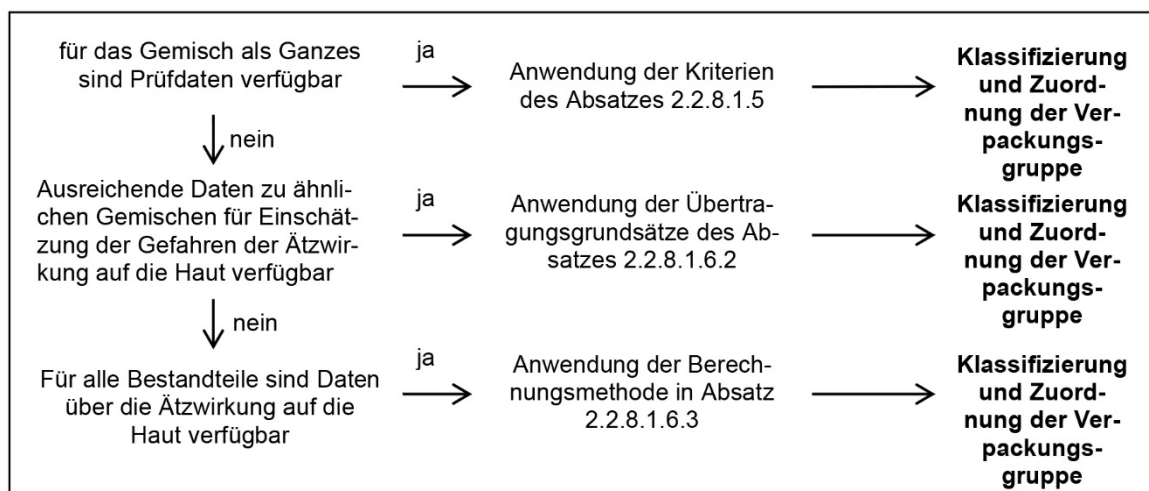 für das Gemisch als Ganzes
sind Prüfdaten verfügbar
ja
Anwendung der Kriterien
des Absatzes 2.2.8.1.5
Klassifizierung
und Zuord-
nung der Ver-
packungs-
gruppe
nein
Ausreichende Daten zu ähnli-
chen Gemischen für Einschät-
zung der Gefahren der Ätzwir-
kung auf die Haut verfügbar
ja
Anwendung der Übertra-
gungsgrundsätze des Ab-
satzes 2.2.8.1.6.2
Klassifizierung
und Zuord-
nung der Ver-
packungs-
gruppe
nein
Für alle Bestandteile sind Daten
über die Ätzwirkung auf die
Haut verfügbar
ja
Anwendung der Berech-
nungsmethode in Absatz
2.2.8.1.6.3
Klassifizierung
und Zuord-
nung der Ver-
packungs-
gruppe